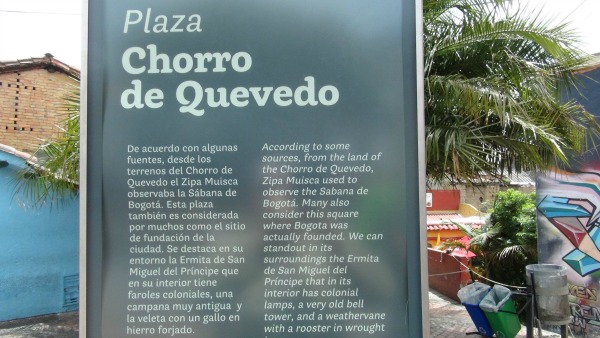 Plaza
Chorro
de Quevedo
De acuerdo con algunas
fuentes, desde los
terrenos del Chorro de
Quevedo el Zipa Muisca
observaba la Sábana de
Bogotá. Esta plaza
también es considerada
por muchos como el sitio
de fundación de la
ciudad. Se destaca en su
entorno la Ermita de San
Miguel del Príncipe que
en su interior tiene
faroles coloniales, una
campana muy antigua y
la veleta con un gallo en
hierro forjado.
According to some
sources, from the land of
the Chorro de Quevedo,
Zipa Muisca used to
observe the Sabana de
Bogotá. Many also
consider this square
where Bogota was
actually founded. We can
standout in its
surroundings the Ermita
de San Miguel del
Príncipe that in its
interior has colonial
lamps, a very old bell
tower, and a weathervane
with a rooster in wrought